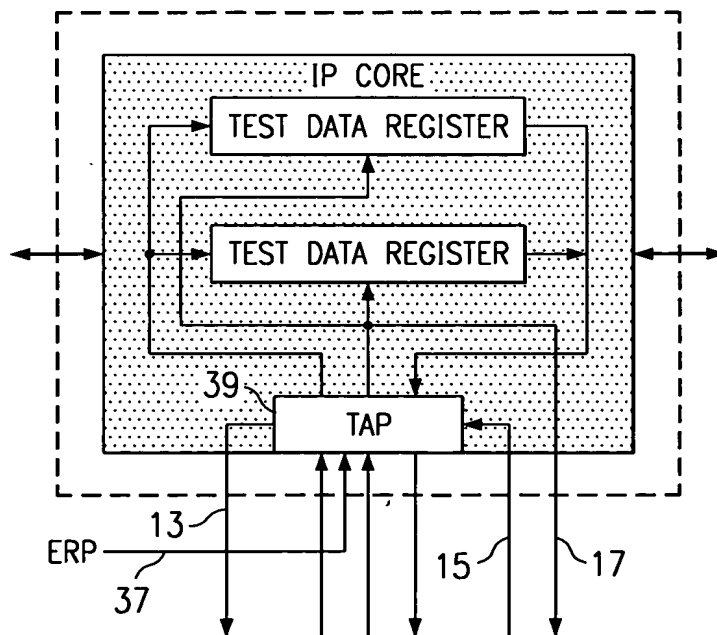 IP CORE
TEST DATA REGISTER
TEST DATA REGISTER
39
TAP
13
ERP
37
15
17